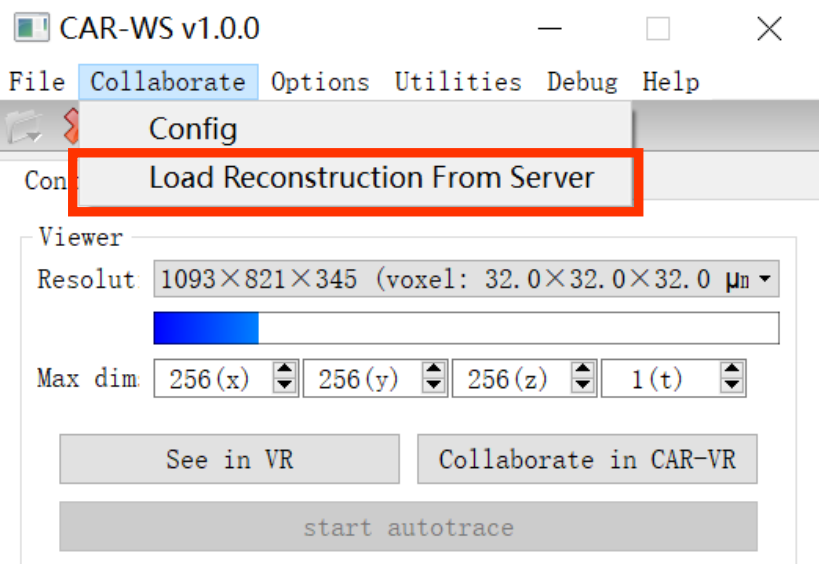 CAR-WS v1.0.0
File Collaborate Options Utilities Debug Help
Config
Load Reconstruction From Server
Con
Viewer
Resolut 1093×821×345 (voxel: 32.0×32.0×32.0 μm
Max dim 256(x) 256(y) 256(z) 1(t)
See in VR Collaborate in CAR-VR
start autotrace